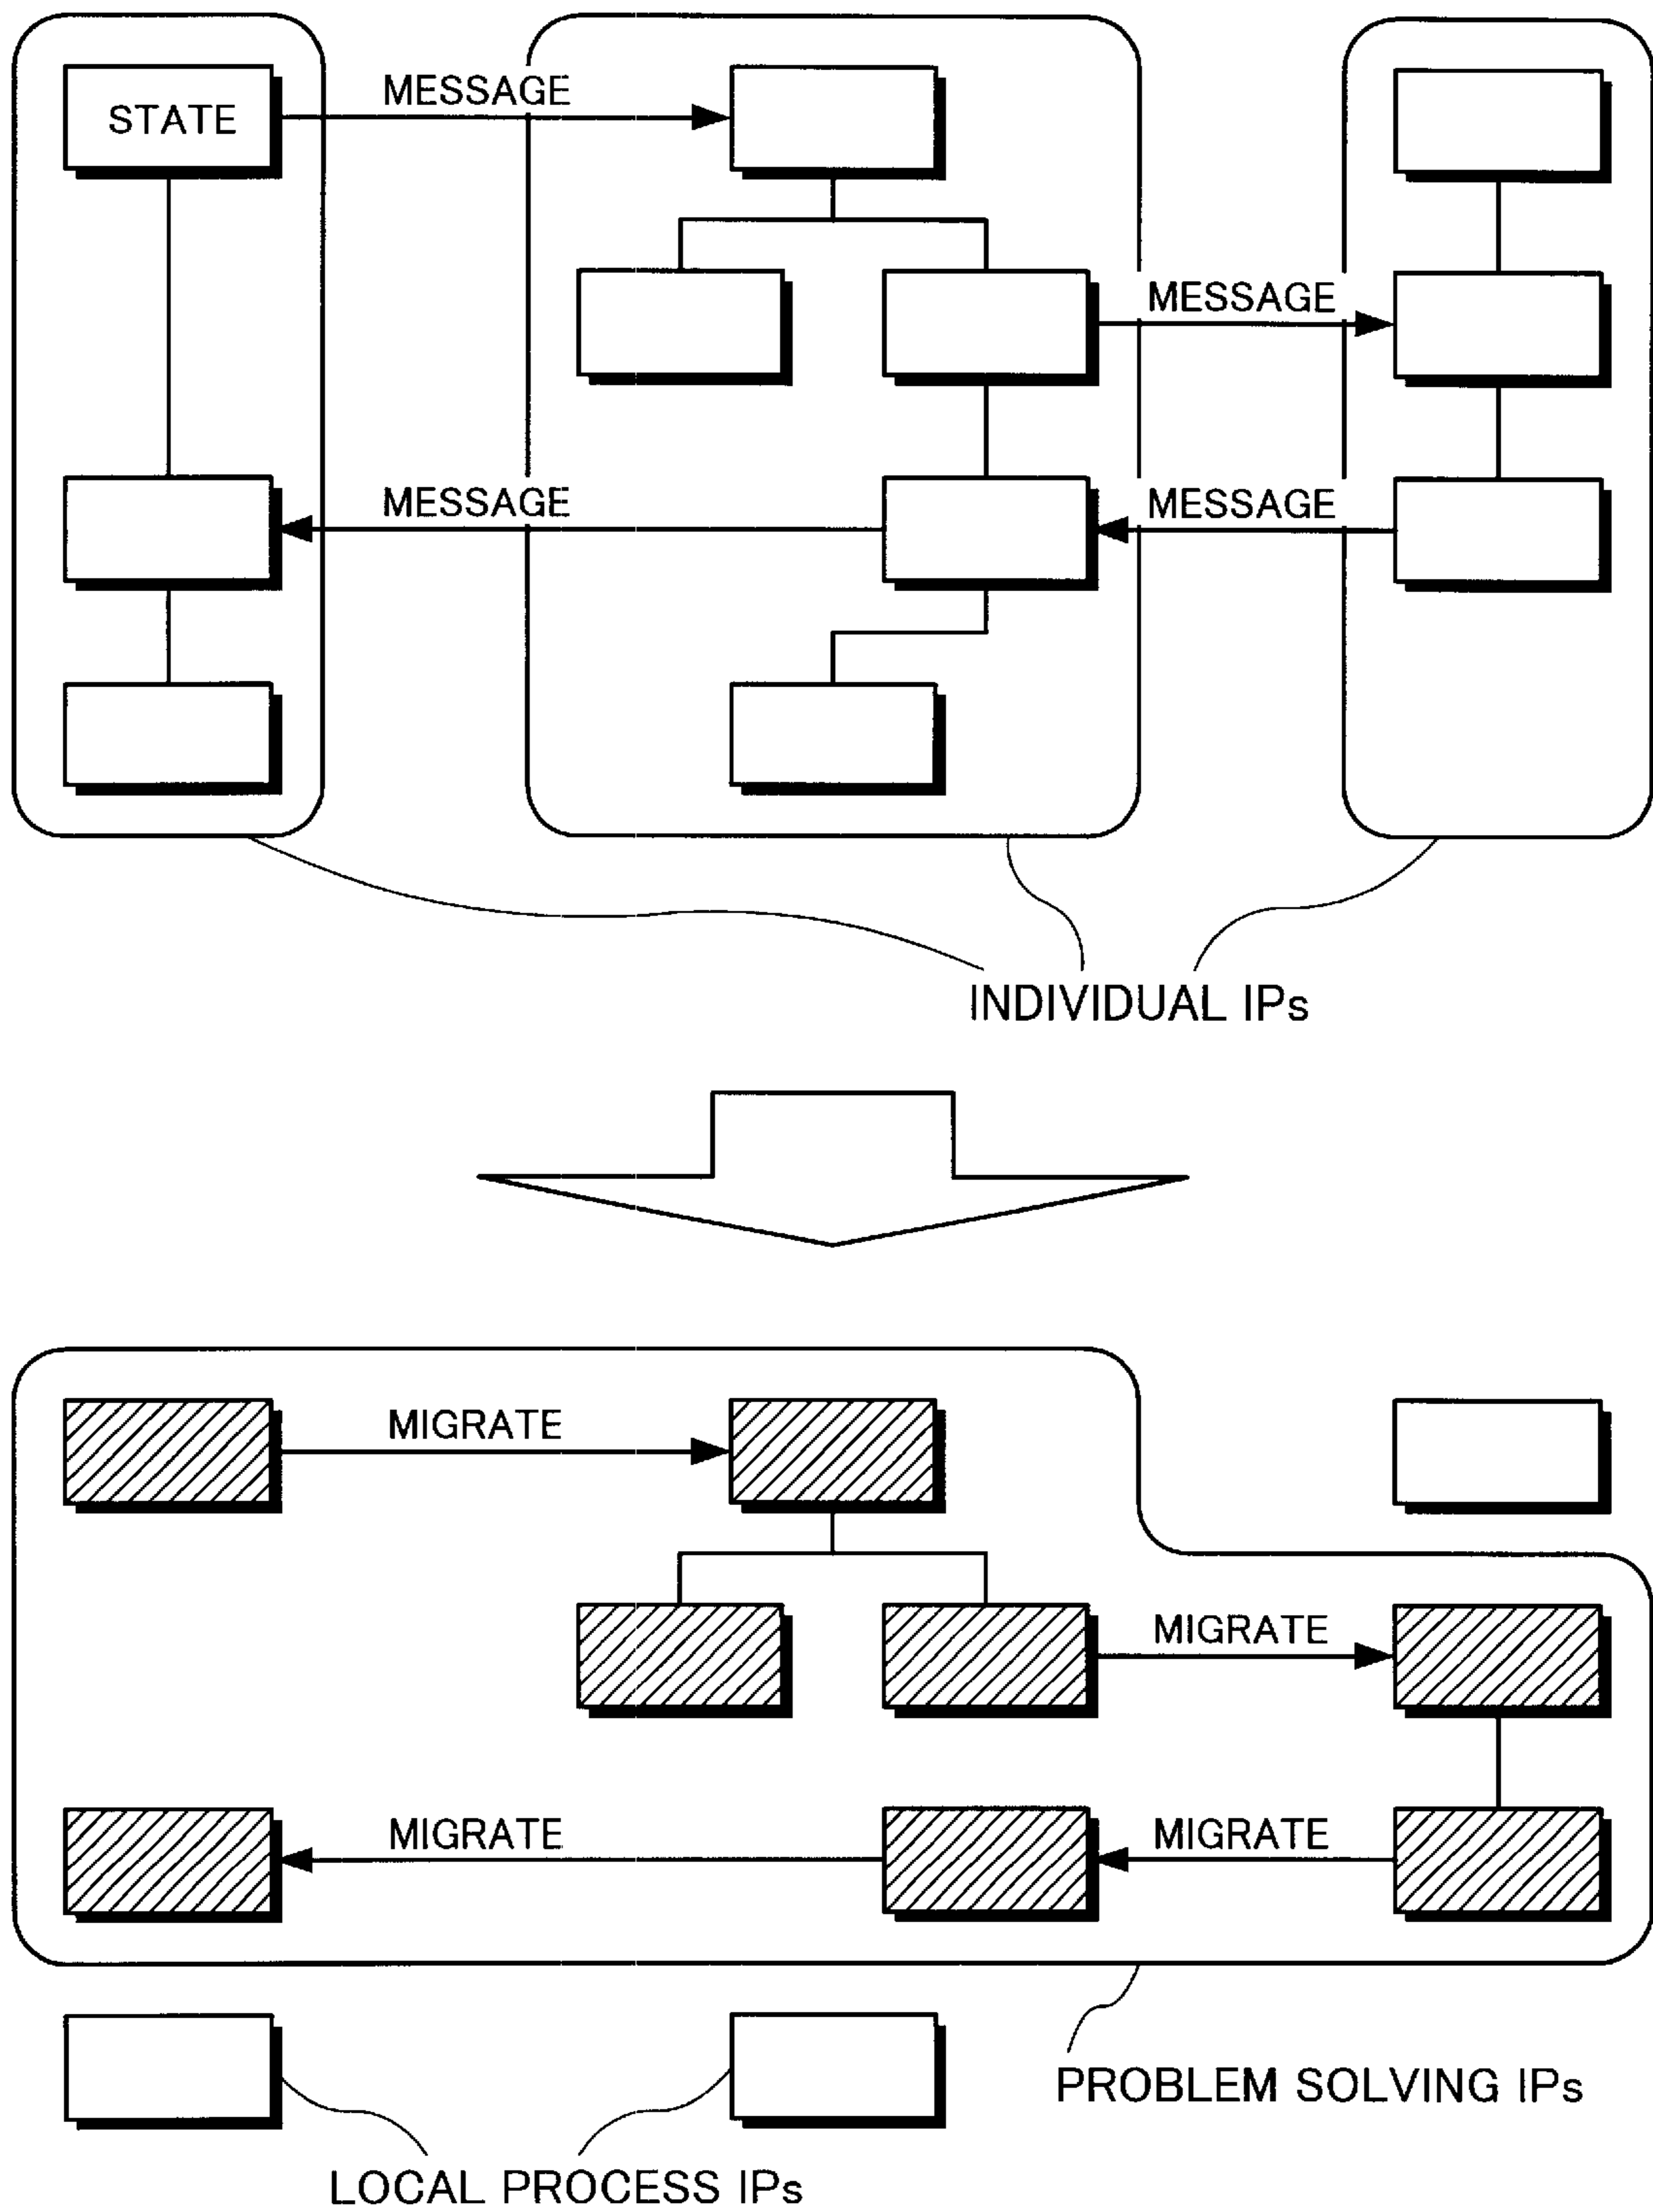 MESSAGE
STATE
MESSAGE
MESSAGE
MESSAGE
INDIVIDUAL IPs
MIGRATE
MIGRATE
MIGRATE
MIGRATE
PROBLEM SOLVING IPs
LOCAL PROCESS IPs